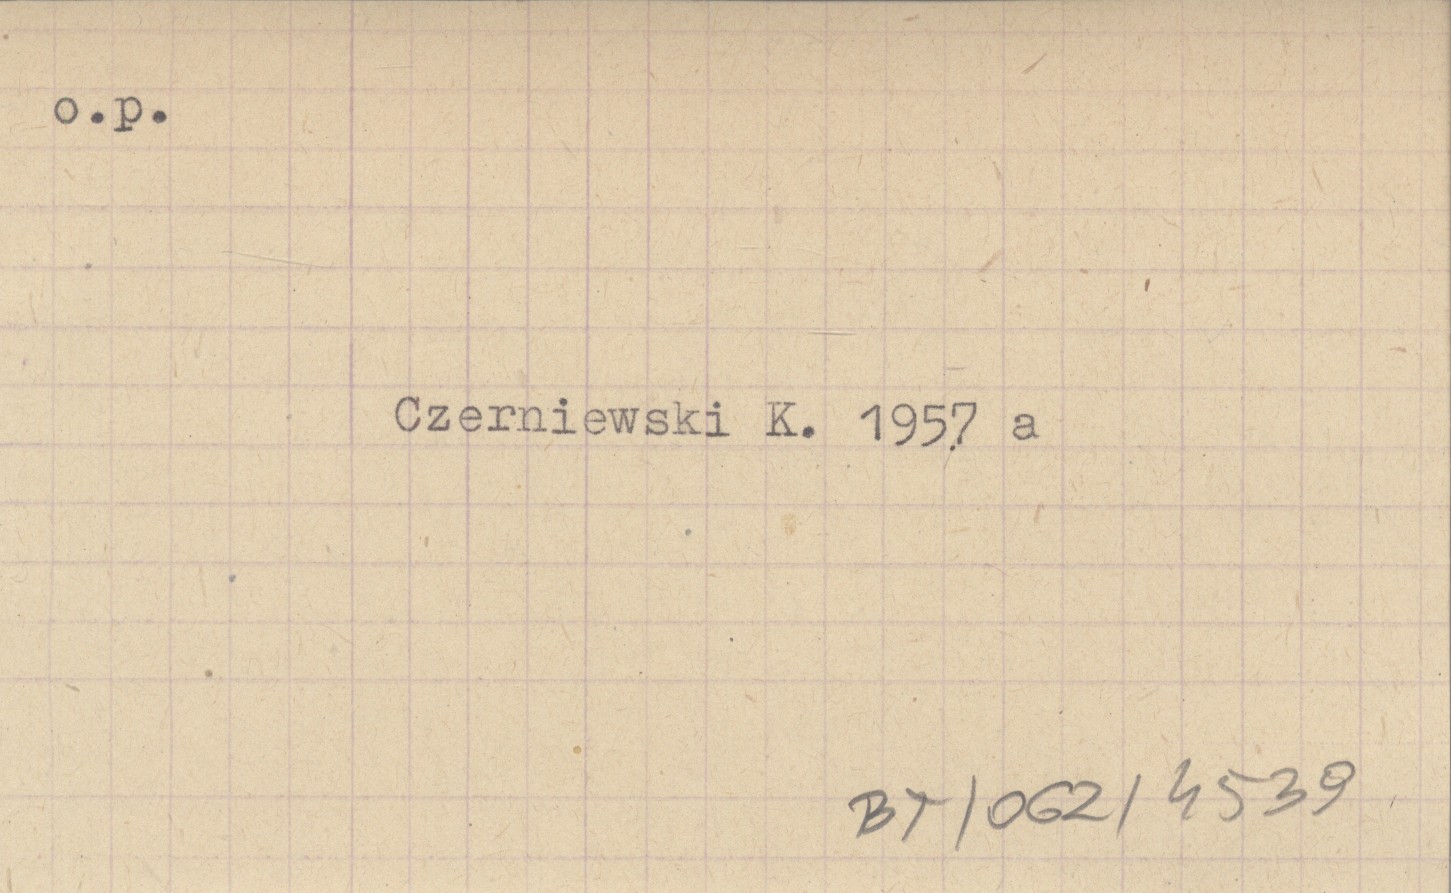 o.p.
Czerniewski K. 1957 a
BT/062/4539